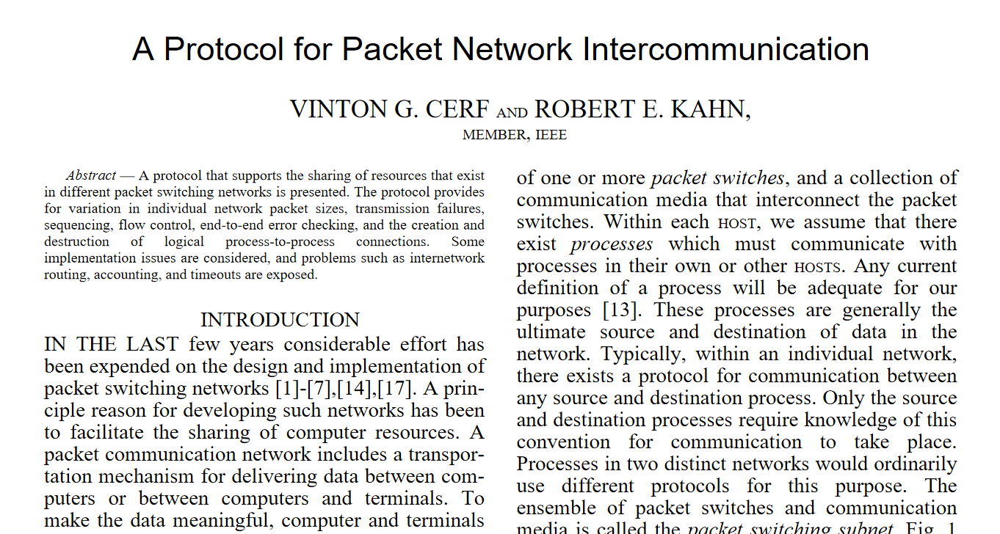 A Protocol for Packet Network Intercommunication
VINTON G. CERF AND ROBERT E. KAHN,
MEMBER, IEEE
Abstract — A protocol that supports the sharing of resources that exist
in different packet switching networks is presented. The protocol provides
for variation in individual network packet sizes, transmission failures,
sequencing, flow control, end-to-end error checking, and the creation and
destruction of logical process-to-process connections. Some
implementation issues are considered, and problems such as internetwork
routing, accounting, and timeouts are exposed.
INTRODUCTION
IN THE LAST few years considerable effort has
been expended on the design and implementation of
packet switching networks [1]-[7],[14],[17]. A prin-
ciple reason for developing such networks has been
to facilitate the sharing of computer resources. A
packet communication network includes a transpor-
tation mechanism for delivering data between com-
puters or between computers and terminals. To
make the data meaningful, computer and terminals
of one or more packet switches, and a collection of
communication media that interconnect the packet
switches. Within each HOST, we assume that there
exist processes which must communicate with
processes in their own or other HOSTS. Any current
definition of a process will be adequate for our
purposes [13]. These processes are generally the
ultimate source and destination of data in the
network. Typically, within an individual network,
there exists a protocol for communication between
any source and destination process. Only the source
and destination processes require knowledge of this
convention for communication to take place.
Processes in two distinct networks would ordinarily
use different protocols for this purpose. The
ensemble of packet switches and communication
media is called the packet switching subnet. Fig. 1